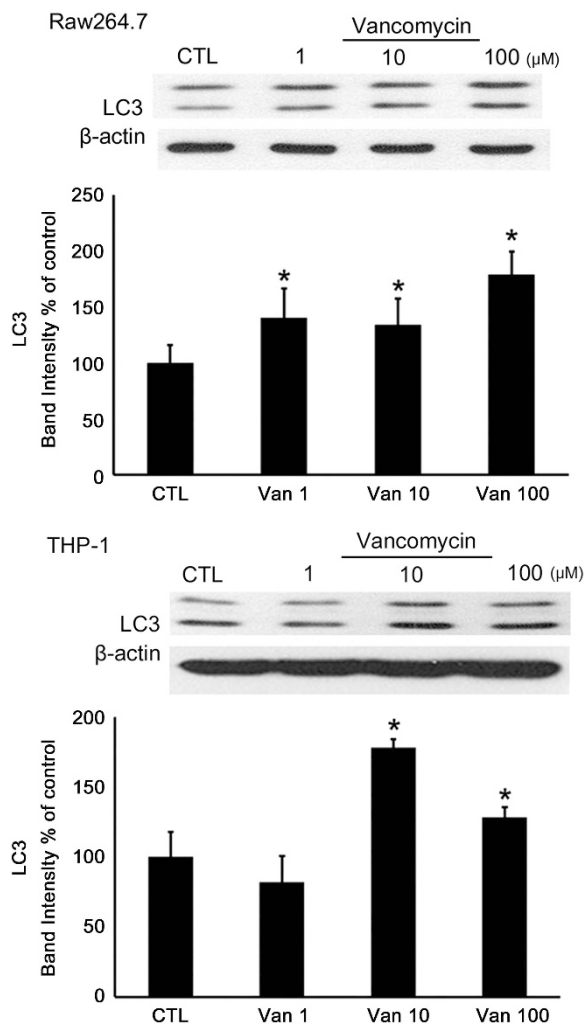 Raw264.7
Vancomycin
CTL 1 10 100 (μM)
LC3
β-actin
250
200
150
100
50
0
LC3
Band Intensity % of control
* * *
CTL Van 1 Van 10 Van 100
THP-1
Vancomycin
CTL 1 10 100 (μM)
LC3
β-actin
200
150
100
50
0
LC3
Band Intensity % of control
* *
CTL Van 1 Van 10 Van 100